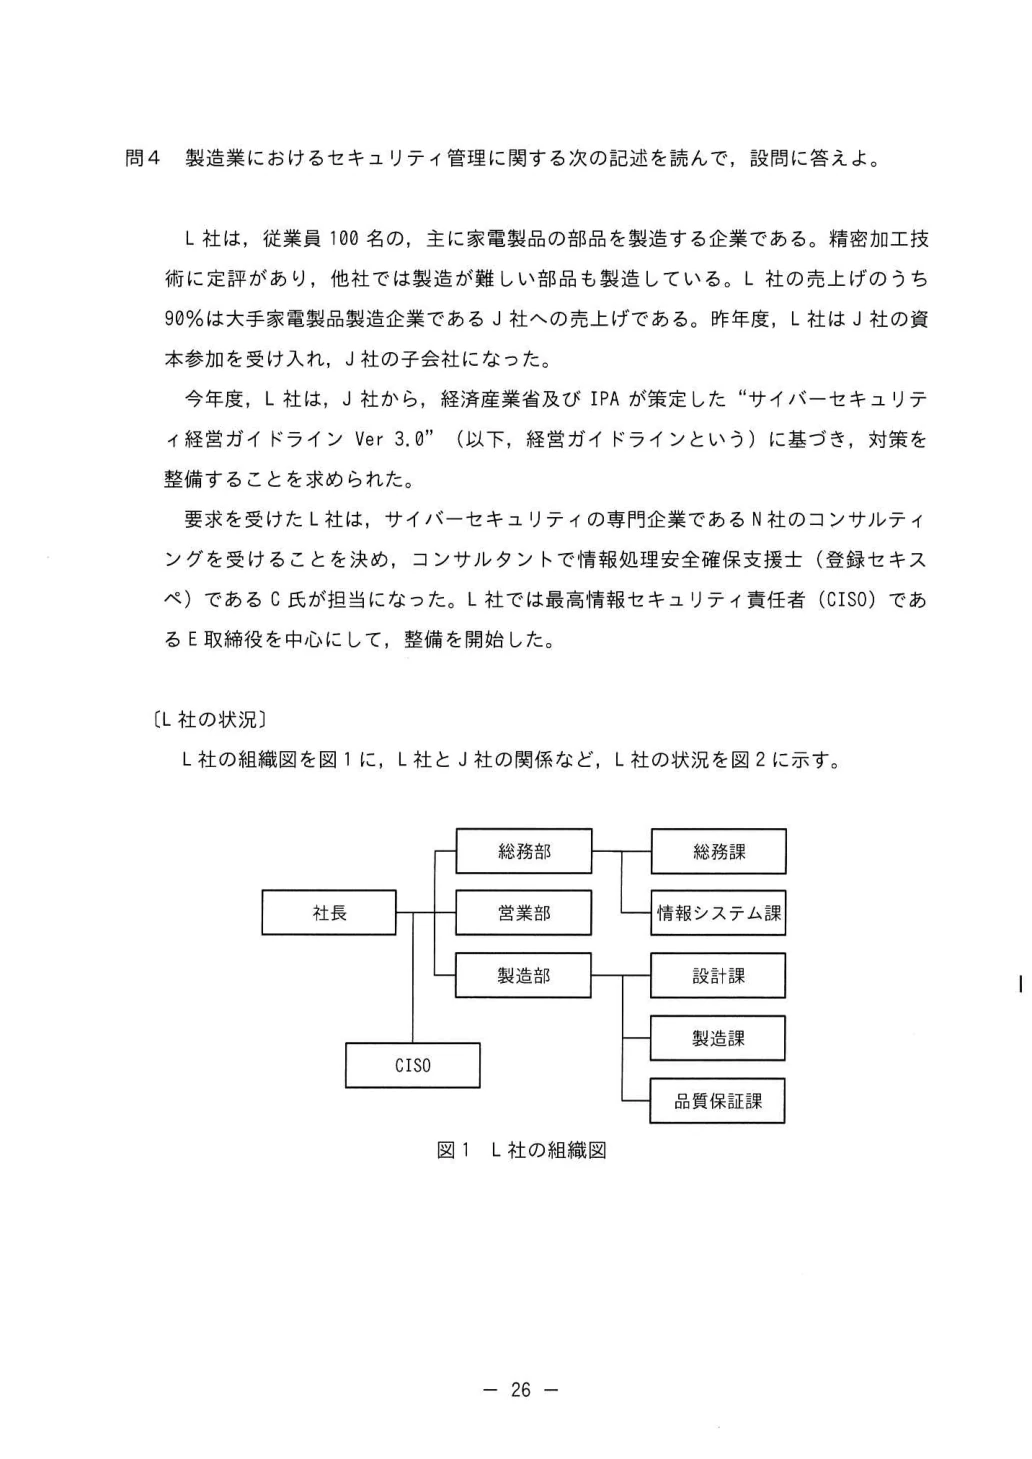 問4　製造業におけるセキュリティ管理に関する次の記述を読んで，設問に答えよ。
L 社は，従業員 100 名の，主に家電製品の部品を製造する企業である。精密加工技
術に定評があり，他社では製造が難しい部品も製造している。L 社の売上げのうち
90%は大手家電製品製造企業である J 社への売上げである。昨年度，L 社は J 社の資
本参加を受け入れ，J 社の子会社になった。
今年度，L 社は，J 社から，経済産業省及び IPA が策定した“サイバーセキュリテ
ィ経営ガイドライン Ver 3.0”（以下，経営ガイドラインという）に基づき，対策を
整備することを求められた。
要求を受けた L 社は，サイバーセキュリティの専門企業である N 社のコンサルティ
ングを受けることを決め，コンサルタントで情報処理安全確保支援士（登録セキス
ペ）である C 氏が担当になった。L 社では最高情報セキュリティ責任者（CISO）であ
る E 取締役を中心にして，整備を開始した。
〔L 社の状況〕
L 社の組織図を図 1 に，L 社と J 社の関係など，L 社の状況を図 2 に示す。
総務部
総務課
社長
営業部
情報システム課
製造部
設計課
製造課
CISO
品質保証課
図 1　L 社の組織図
－ 26 －